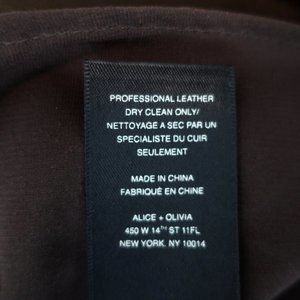 PROFESSIONAL LEATHER
DRY CLEAN ONLY/
NETTOYAGE A SEC PAR UN
SPECIALISTE DU CUIR
SEULEMENT
MADE IN CHINA
FABRIQUÉ EN CHINE
ALICE + OLIVIA
450 W 14TH ST 11FL
NEW YORK, NY 10014